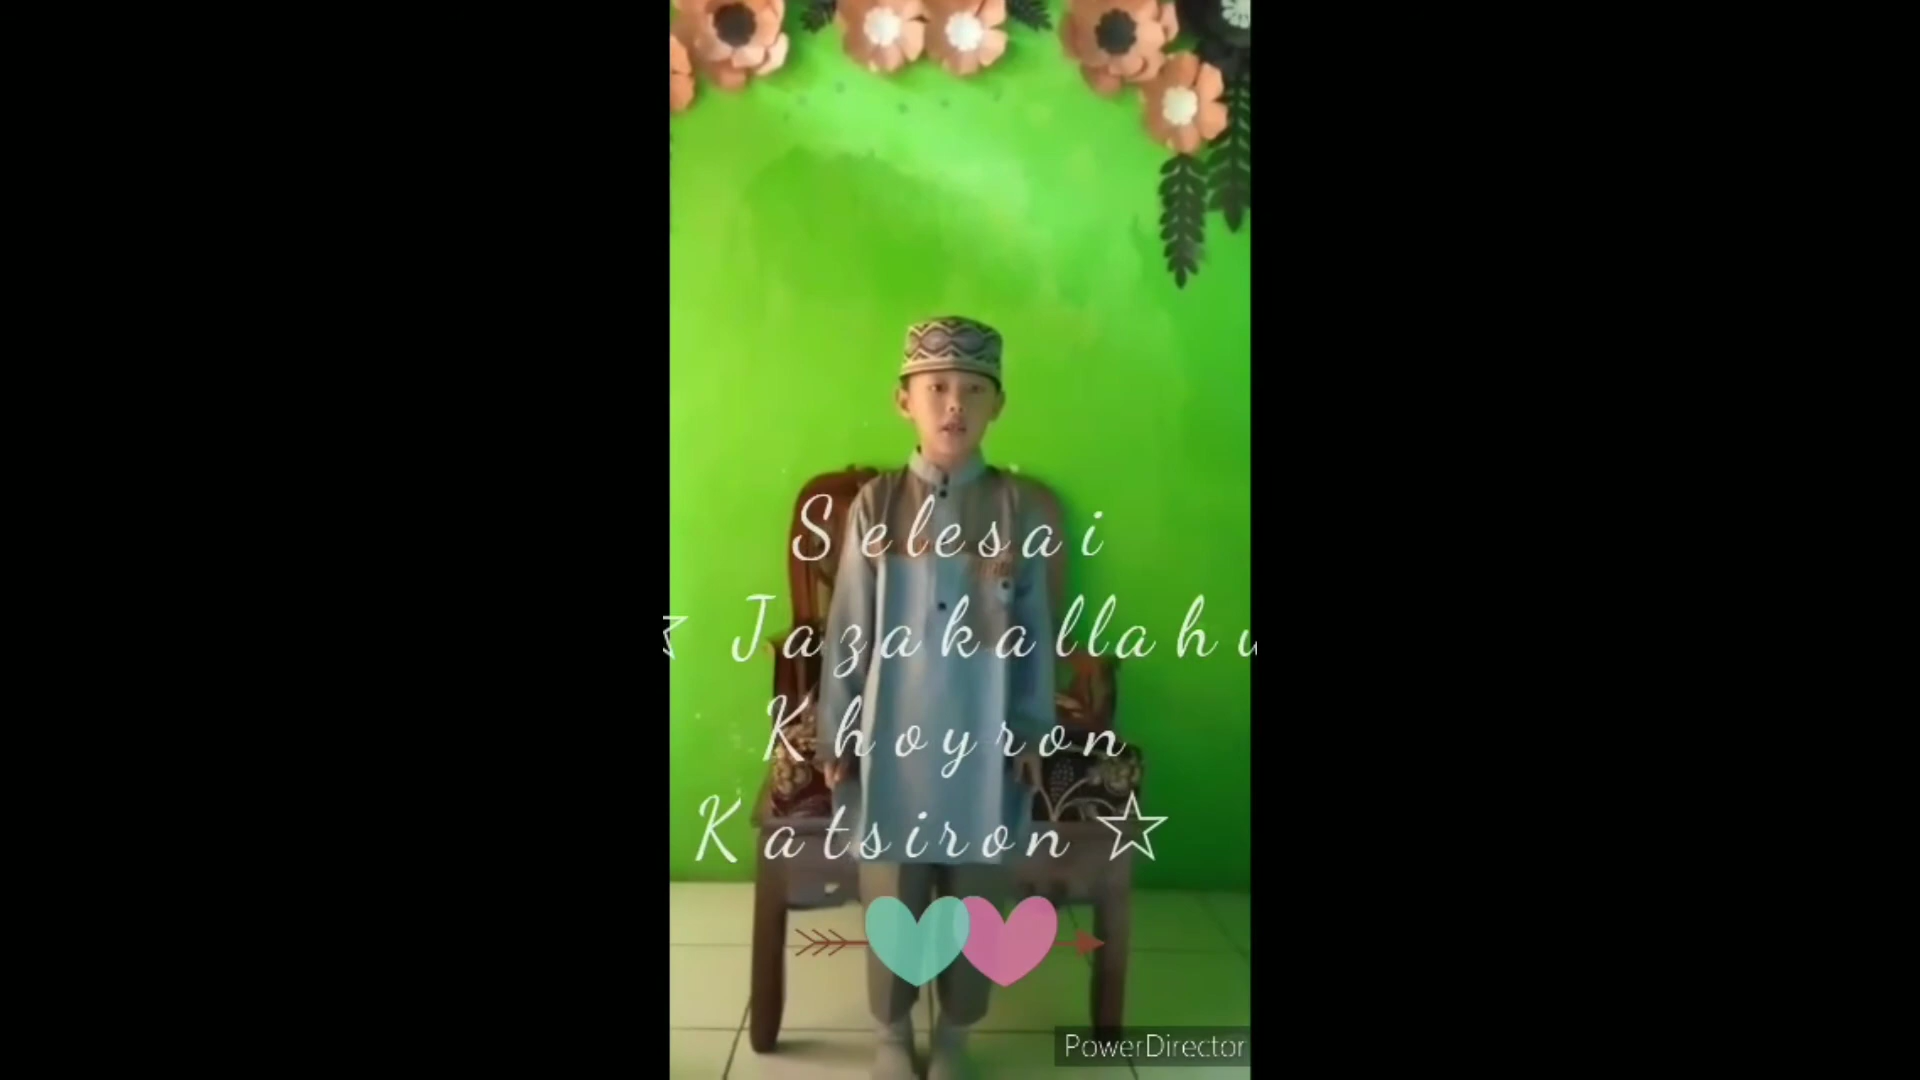 Selesai
☆ Jazakallahu
Khoyron
Katsiron ☆
PowerDirector